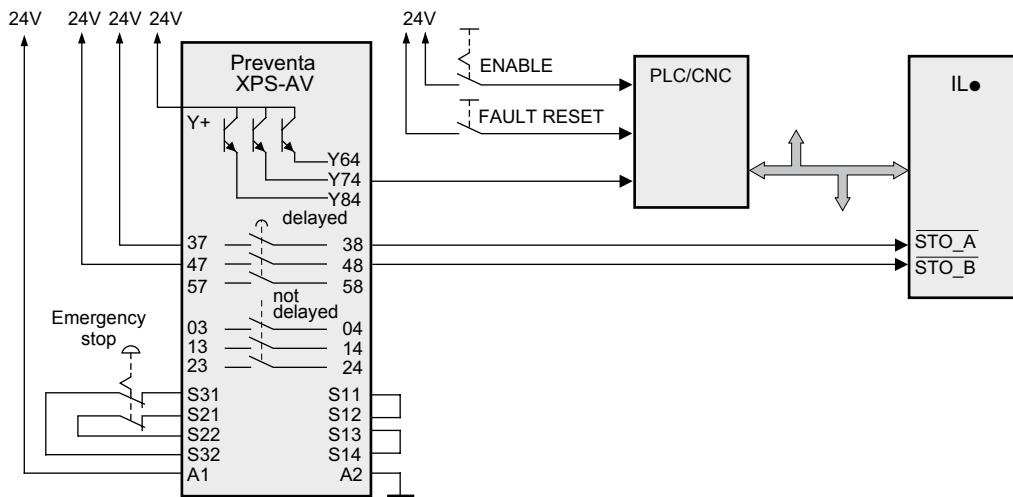 24V 24V 24V 24V
24V
Preventa
XPS-AV
Y+
Y64
Y74
Y84
ENABLE
FAULT RESET
PLC/CNC
IL●
delayed
37 38
47 48
57 58
STO_A
STO_B
not
delayed
03 04
13 14
23 24
Emergency
stop
S31 S11
S21 S12
S22 S13
S32 S14
A1 A2